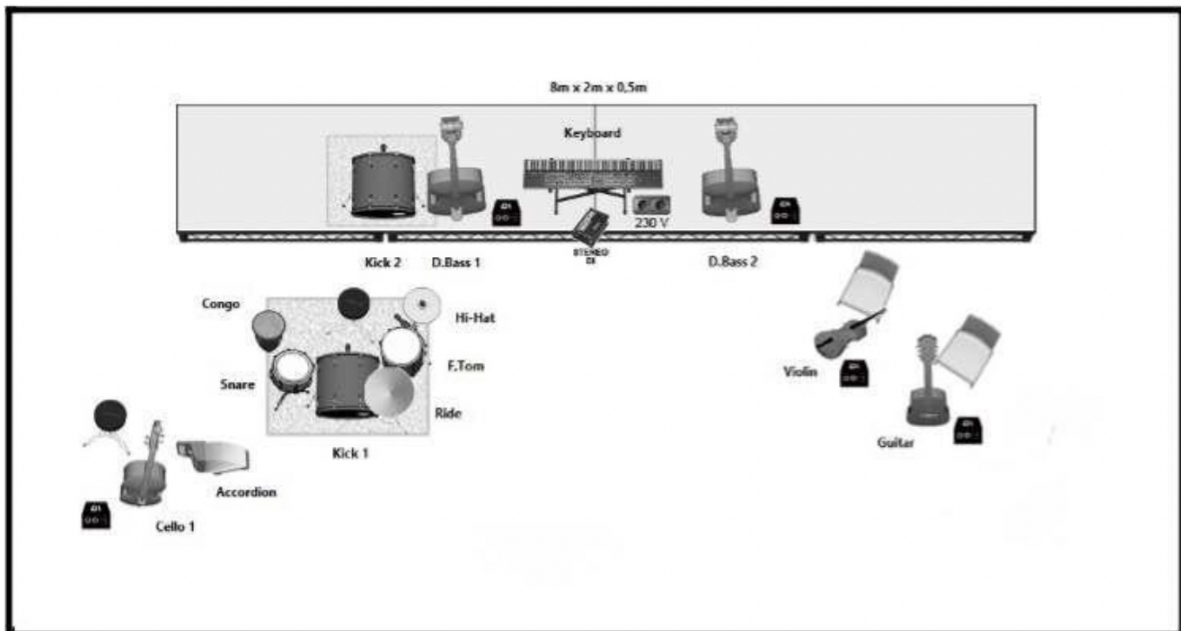 8m x 2m x 0,5m
Keyboard
230 V
STEREO
DI
Kick 2
D.Bass 1
D.Bass 2
Congo
Hi-Hat
Snare
F.Tom
Ride
Kick 1
Violin
Guitar
Accordion
Cello 1